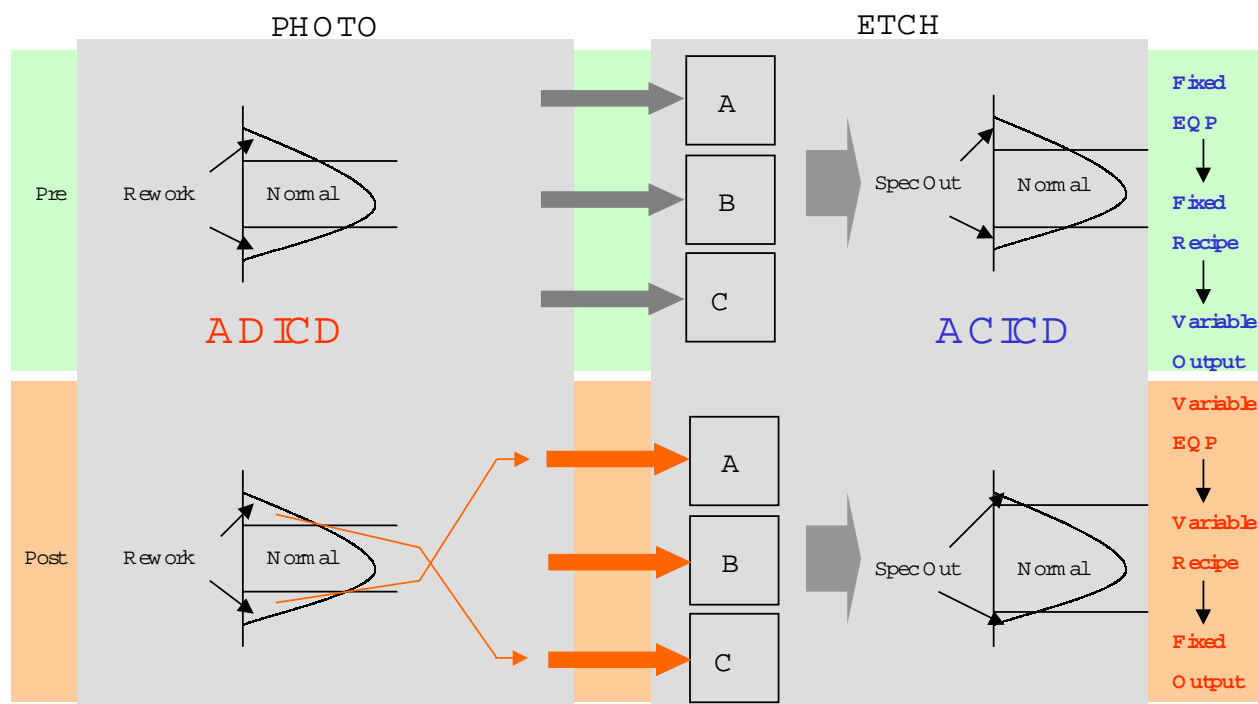 PHOTO
ETCH
Pre
Rework
Normal
ADICD
A
B
C
SpecOut
Normal
ACICD
Fixed
EQP
Fixed
Recipe
Variable
Output
Post
Rework
Normal
A
B
C
SpecOut
Normal
Variable
EQP
Variable
Recipe
Fixed
Output